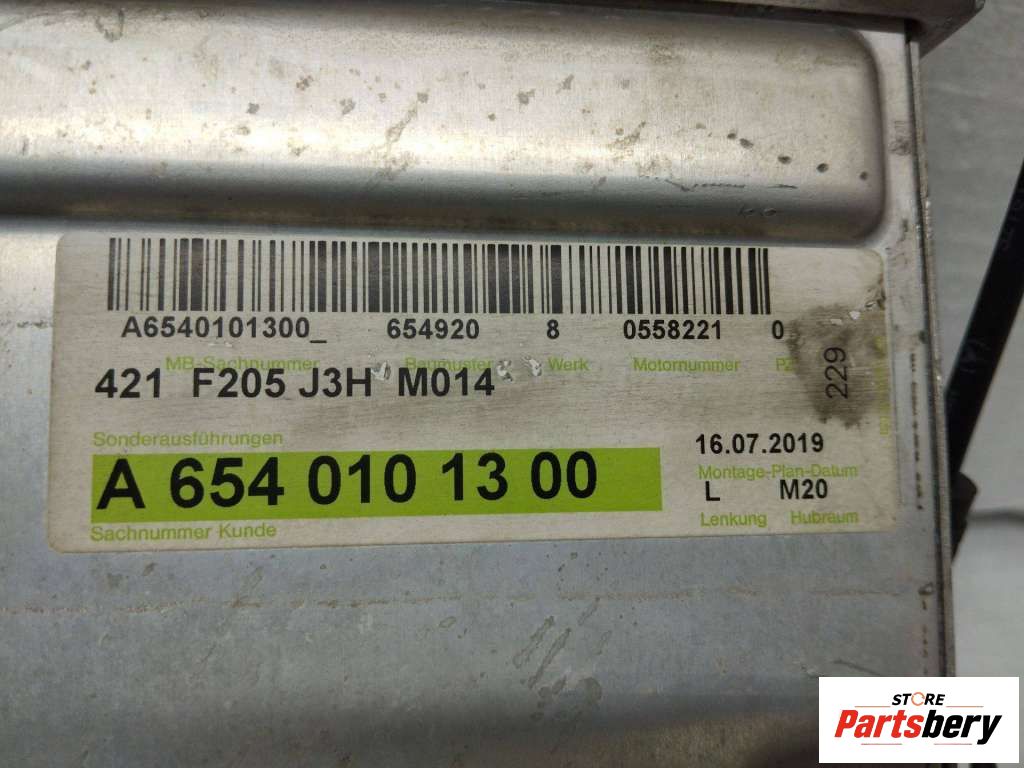 A6540101300_ 654920 8 0558221 0
MB-Sachnummer Baumuster Werk Motornummer PZ
421 F205 J3H M014
229
Sonderausführungen
16.07.2019
A 654 010 13 00
Montage-Plan-Datum
L M20
Sachnummer Kunde
Lenkung Hubraum
STORE
Partsbery